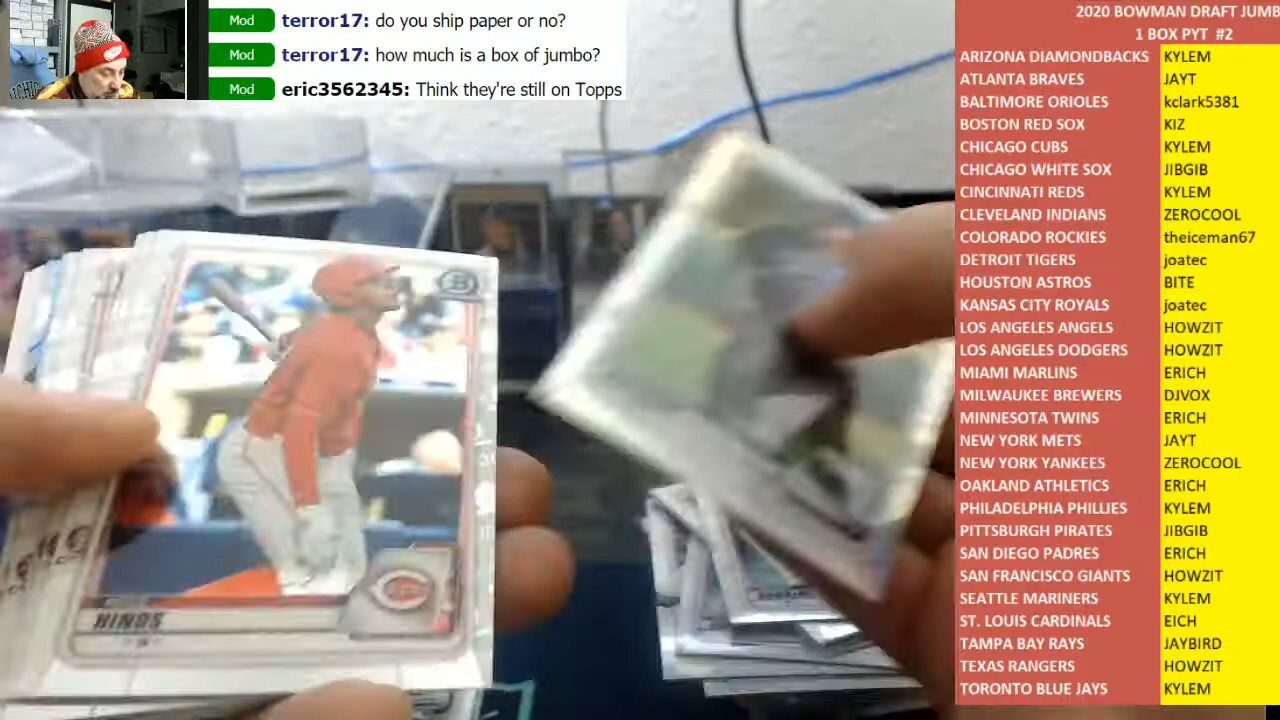 Mod terror17: do you ship paper or no?
Mod terror17: how much is a box of jumbo?
Mod eric3562345: Think they're still on Topps
2020 BOWMAN DRAFT JUMB
1 BOX PYT #2
ARIZONA DIAMONDBACKS KYLEM
ATLANTA BRAVES JAYT
BALTIMORE ORIOLES kclark5381
BOSTON RED SOX KIZ
CHICAGO CUBS KYLEM
CHICAGO WHITE SOX JIBGIB
CINCINNATI REDS KYLEM
CLEVELAND INDIANS ZEROCOOL
COLORADO ROCKIES theiceman67
DETROIT TIGERS joatec
HOUSTON ASTROS BITE
KANSAS CITY ROYALS joatec
LOS ANGELES ANGELS HOWZIT
LOS ANGELES DODGERS HOWZIT
MIAMI MARLINS ERICH
MILWAUKEE BREWERS DJVOX
MINNESOTA TWINS ERICH
NEW YORK METS JAYT
NEW YORK YANKEES ZEROCOOL
OAKLAND ATHLETICS ERICH
PHILADELPHIA PHILLIES KYLEM
PITTSBURGH PIRATES JIBGIB
SAN DIEGO PADRES ERICH
SAN FRANCISCO GIANTS HOWZIT
SEATTLE MARINERS KYLEM
ST. LOUIS CARDINALS EICH
TAMPA BAY RAYS JAYBIRD
TEXAS RANGERS HOWZIT
TORONTO BLUE JAYS KYLEM
HINDS